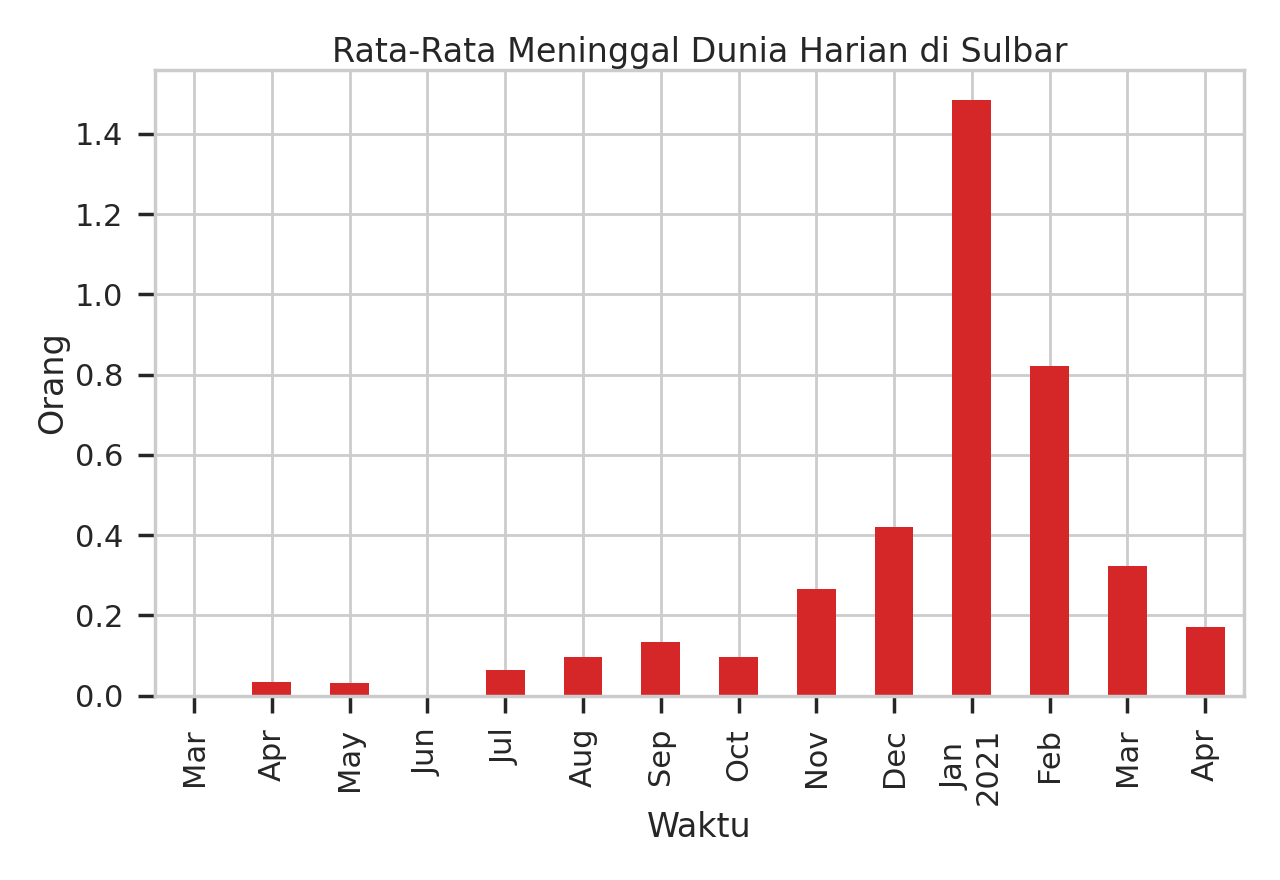 Rata-Rata Meninggal Dunia Harian di Sulbar
Orang
1.4
1.2
1.0
0.8
0.6
0.4
0.2
0.0
Mar
Apr
May
Jun
Jul
Aug
Sep
Oct
Nov
Dec
Jan
2021
Feb
Mar
Apr
Waktu